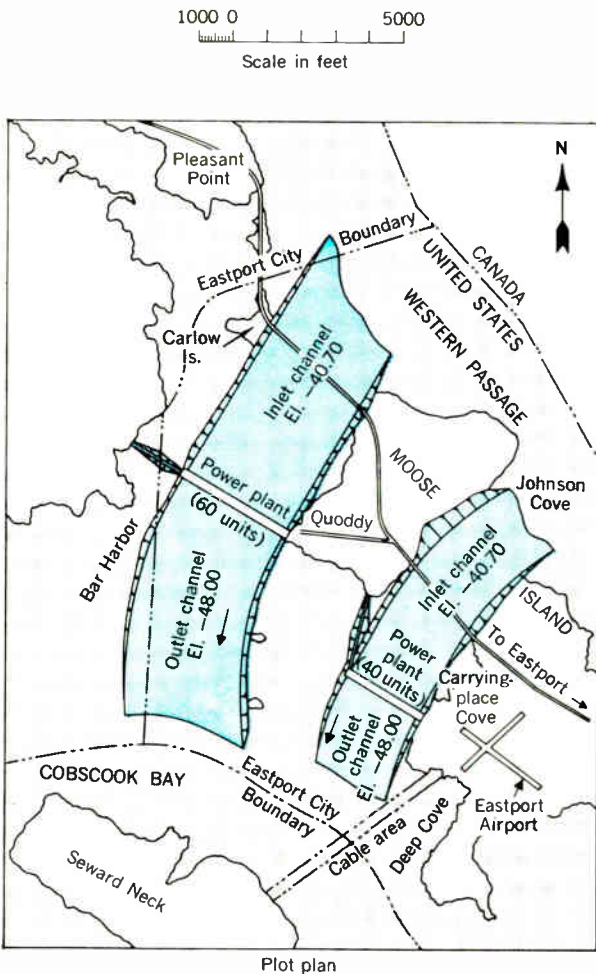 1000 0 5000
Scale in feet
Pleasant
Point
N
Eastport City Boundary
CANADA
UNITED STATES
WESTERN PASSAGE
Carlow
Is.
Inlet channel
El. −40.70
MOOSE
Johnson
Cove
Power plant
(60 units)
Quoddy
Bar Harbor
Inlet channel
El. −40.70
ISLAND
Outlet channel
El. −48.00
To Eastport
Power
plant
(40 units)
Carrying-
place
Cove
Outlet
channel
El. −48.00
COBSCOOK BAY
Eastport City
Boundary
Eastport
Airport
Cable area
Deep Cove
Seward Neck
Plot plan